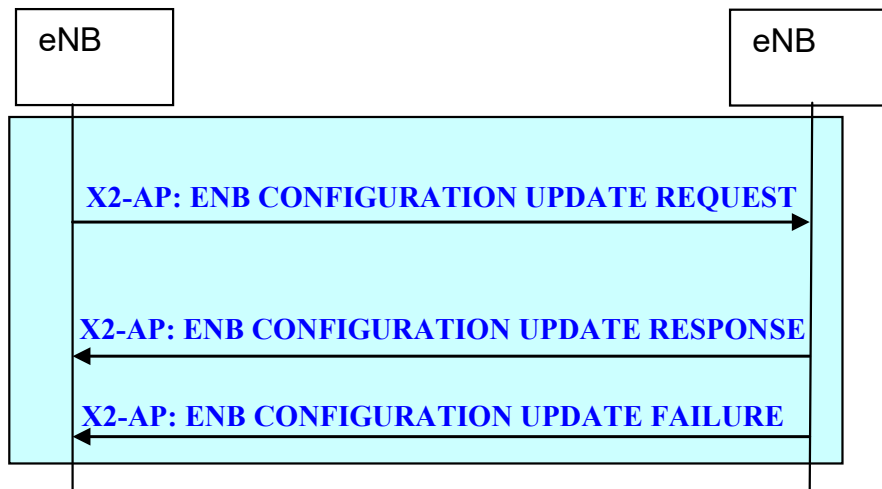 eNB
eNB
X2-AP: ENB CONFIGURATION UPDATE REQUEST
X2-AP: ENB CONFIGURATION UPDATE RESPONSE
X2-AP: ENB CONFIGURATION UPDATE FAILURE